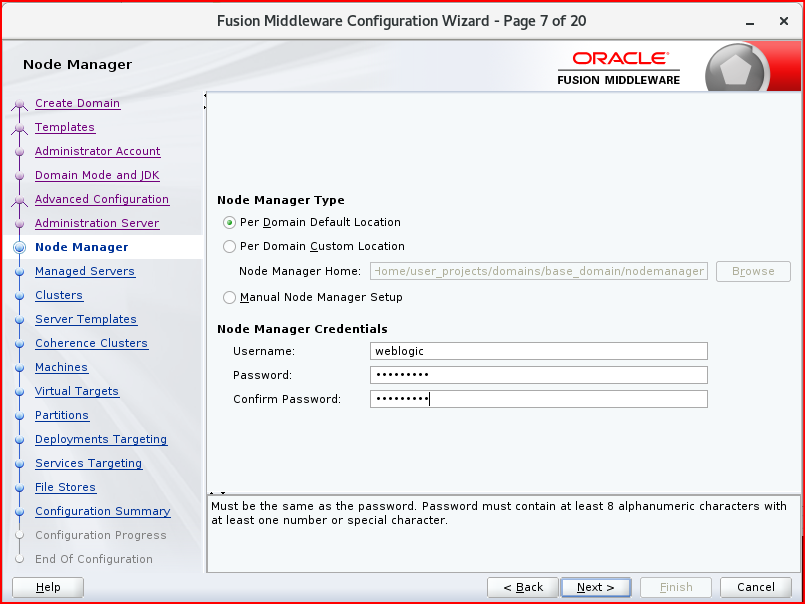 Fusion Middleware Configuration Wizard - Page 7 of 20
Node Manager
ORACLE
FUSION MIDDLEWARE
Create Domain
Templates
Administrator Account
Domain Mode and JDK
Advanced Configuration
Administration Server
Node Manager
Managed Servers
Clusters
Server Templates
Coherence Clusters
Machines
Virtual Targets
Partitions
Deployments Targeting
Services Targeting
File Stores
Configuration Summary
Configuration Progress
End Of Configuration
Node Manager Type
Per Domain Default Location
Per Domain Custom Location
Node Manager Home: Home/user_projects/domains/base_domain/nodemanager Browse
Manual Node Manager Setup
Node Manager Credentials
Username: weblogic
Password: •••••••••
Confirm Password: •••••••••
Must be the same as the password. Password must contain at least 8 alphanumeric characters with
at least one number or special character.
Help < Back Next > Finish Cancel